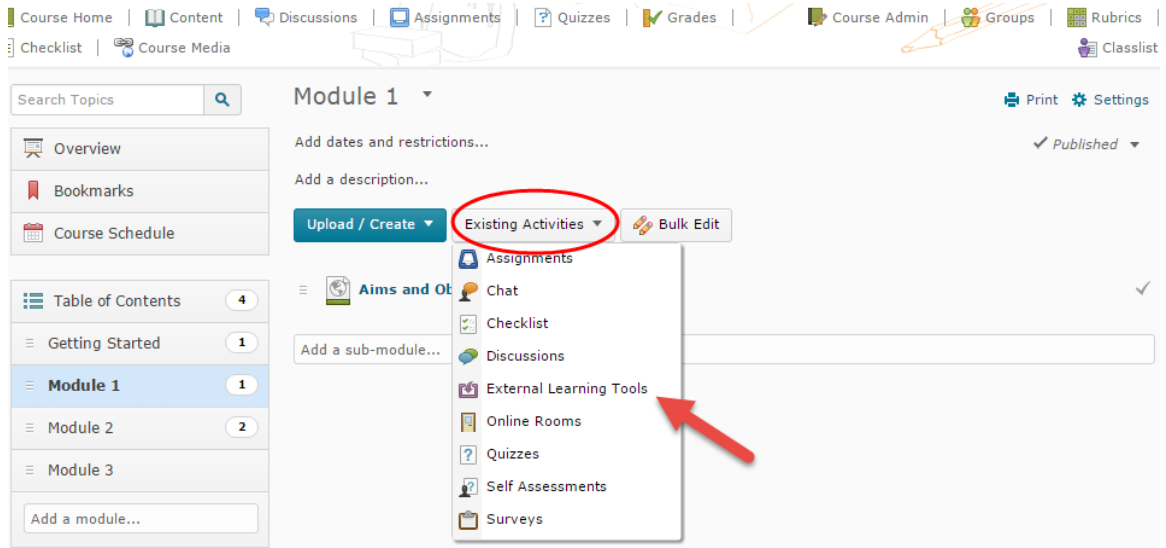 Course Home | Content | Discussions | Assignments | Quizzes | Grades | Course Admin | Groups | Rubrics |
Checklist | Course Media Classlist
Search Topics
Overview
Bookmarks
Course Schedule
Table of Contents 4
Getting Started 1
Module 1 1
Module 2 2
Module 3
Add a module...
Module 1
Print Settings
Add dates and restrictions...
Published
Add a description...
Upload / Create Existing Activities Bulk Edit
Aims and Ob
Add a sub-module...
Assignments
Chat
Checklist
Discussions
External Learning Tools
Online Rooms
Quizzes
Self Assessments
Surveys